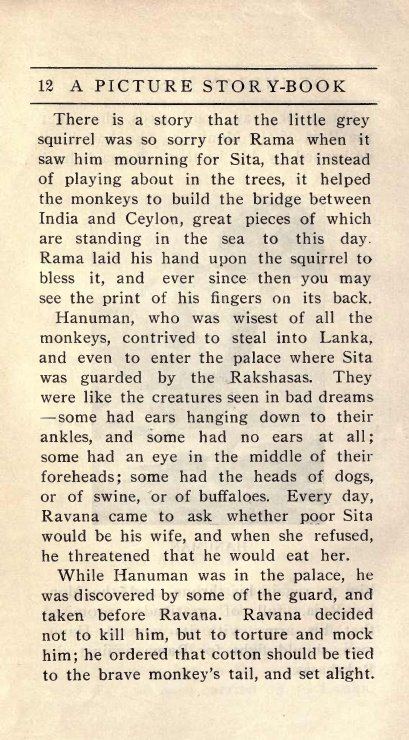 12 A PICTURE STORY-BOOK
There is a story that the little grey
squirrel was so sorry for Rama when it
saw him mourning for Sita, that instead
of playing about in the trees, it helped
the monkeys to build the bridge between
India and Ceylon, great pieces of which
are standing in the sea to this day.
Rama laid his hand upon the squirrel to
bless it, and ever since then you may
see the print of his fingers on its back.
Hanuman, who was wisest of all the
monkeys, contrived to steal into Lanka,
and even to enter the palace where Sita
was guarded by the Rakshasas. They
were like the creatures seen in bad dreams
—some had ears hanging down to their
ankles, and some had no ears at all;
some had an eye in the middle of their
foreheads; some had the heads of dogs,
or of swine, or of buffaloes. Every day,
Ravana came to ask whether poor Sita
would be his wife, and when she refused,
he threatened that he would eat her.
While Hanuman was in the palace, he
was discovered by some of the guard, and
taken before Ravana. Ravana decided
not to kill him, but to torture and mock
him; he ordered that cotton should be tied
to the brave monkey's tail, and set alight.